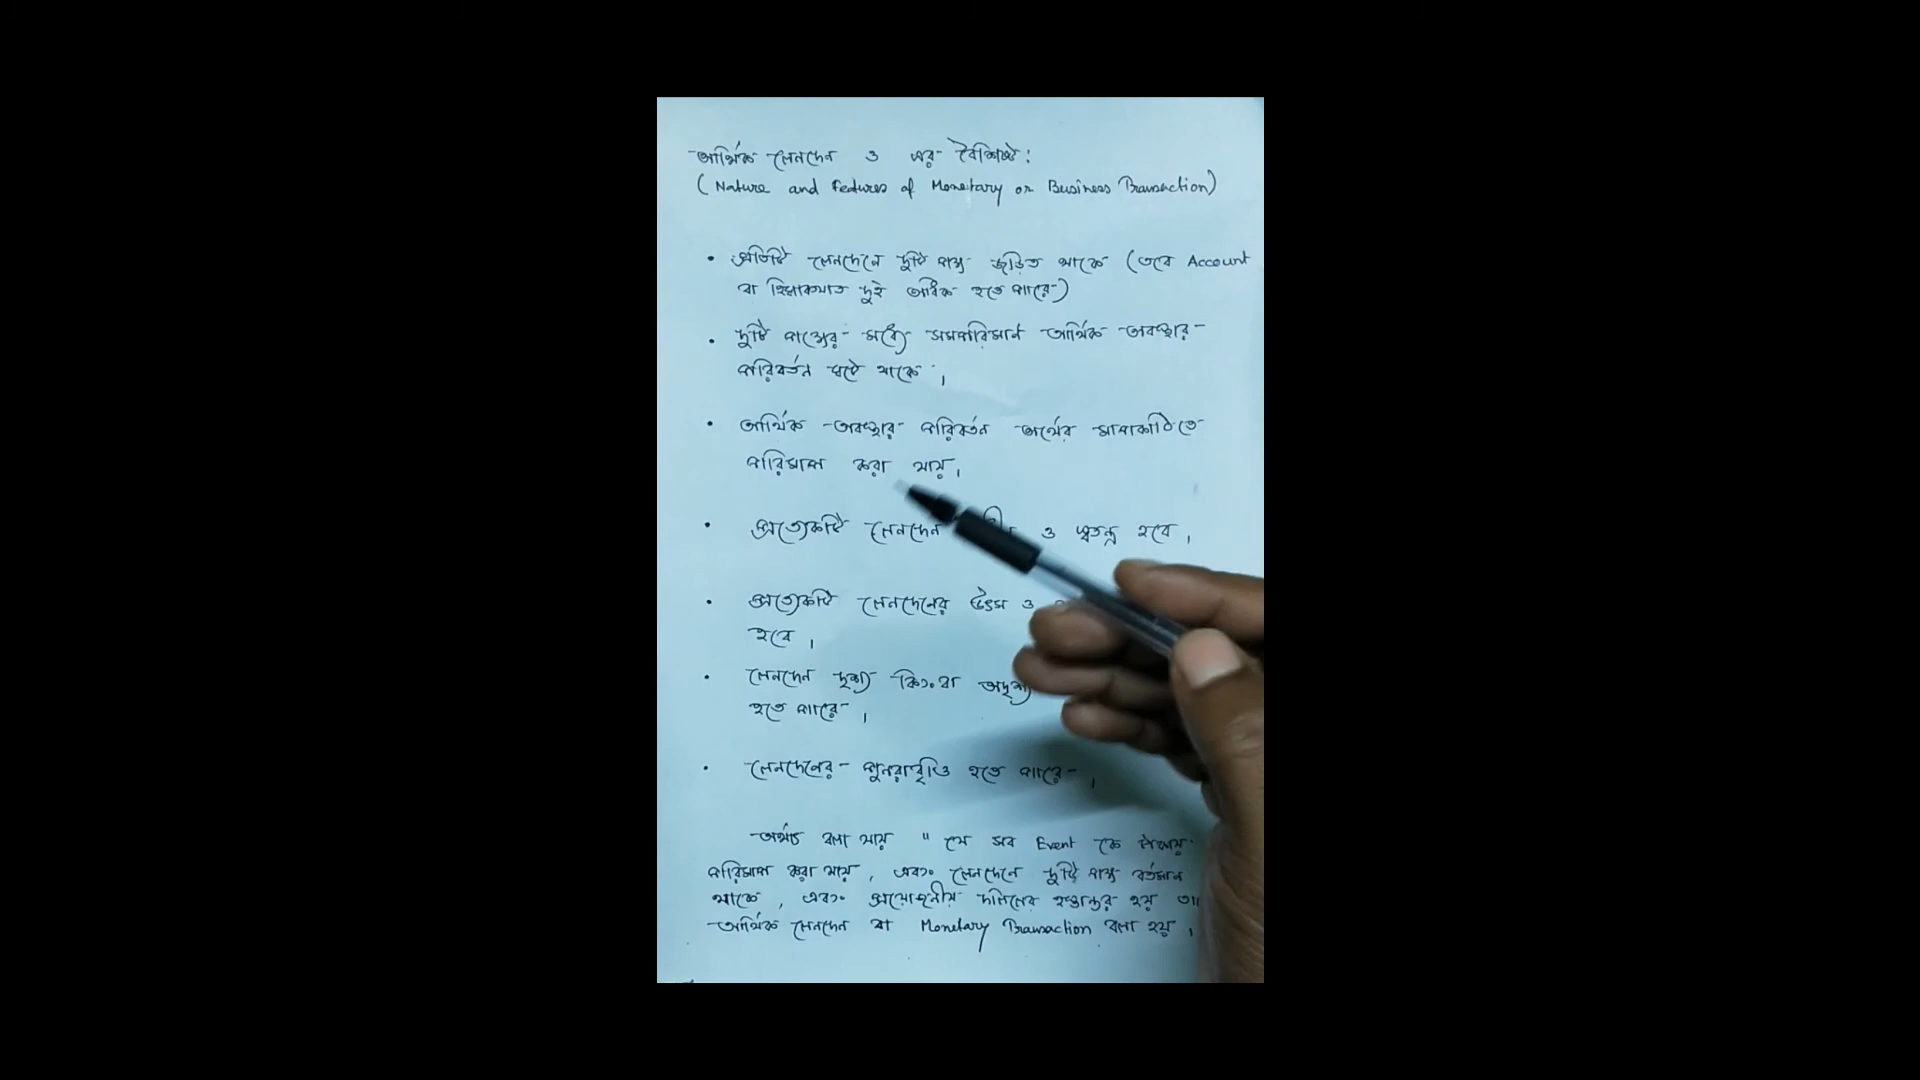 আর্থিক লেনদেন ও এর বৈশিষ্ট্য :
(Nature and Features of Monetary or Business Transaction)
• প্রতিটি লেনদেনে দুটি পক্ষ জড়িত থাকে (তবে Account
বা হিসাবখাত দুই অধিক হতে পারে)
• দুটি পক্ষের মধ্যে সমপরিমান আর্থিক অবস্থার
পরিবর্তন ঘটে থাকে ।
• আর্থিক অবস্থার পরিবর্তন অর্থের মাপকাঠিতে
পরিমাপ করা যায় ।
• প্রত্যেকটি লেনদেন ও স্বতন্ত্র হবে ।
• প্রত্যেকটি লেনদেনের উৎস ও
হবে ।
• লেনদেন দৃশ্য কিংবা অদৃশ্য
হতে পারে ।
• লেনদেনের পুনরাবৃত্তি হতে পারে ।
অর্থাৎ বলা যায় " যে সব Event কে
পরিমাপ করা যায় , এবং লেনদেনে দুটি পক্ষ বর্তমান
থাকে , এবং প্রয়োজনীয় দলিলের হস্তান্তর হয় তা
আর্থিক লেনদেন বা Monetary Transaction বলা হয় ।